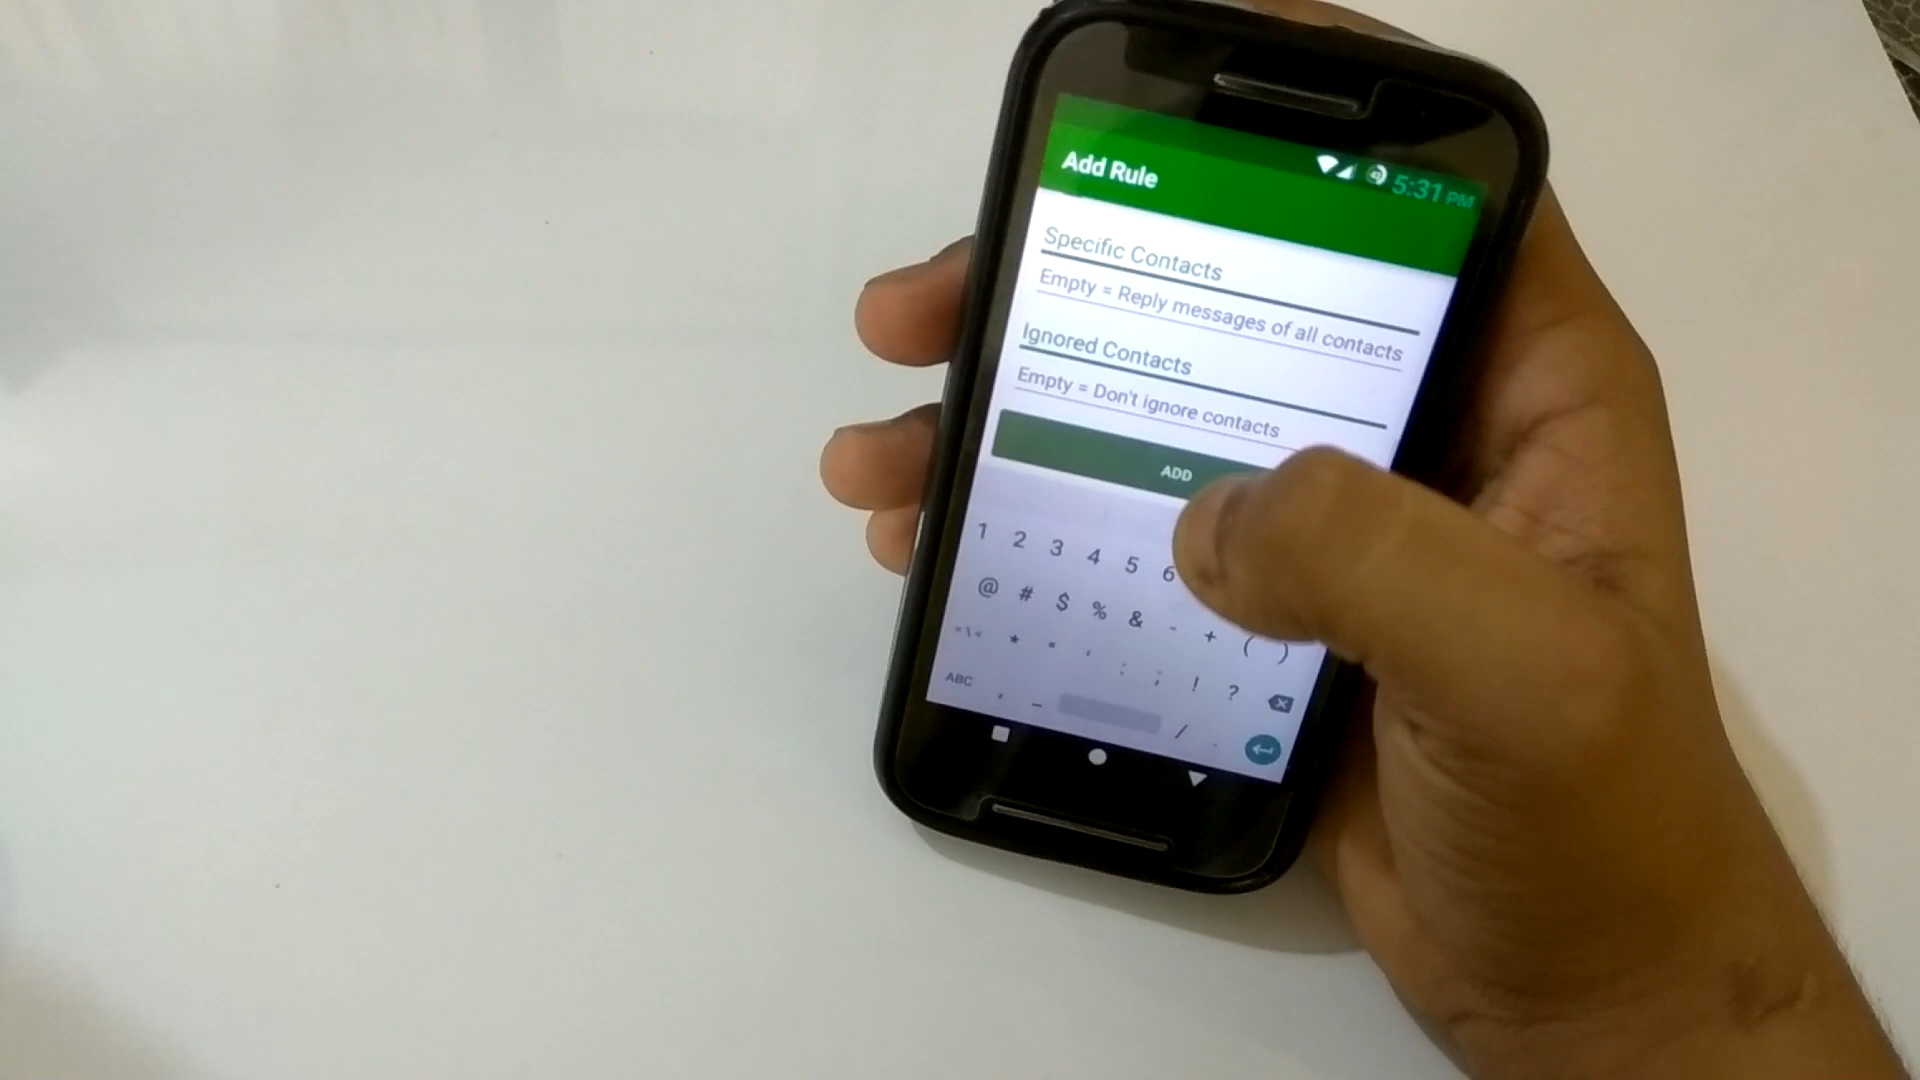 Add Rule
5:31 PM
Specific Contacts
Empty = Reply messages of all contacts
Ignored Contacts
Empty = Don't ignore contacts
ADD
1 2 3 4 5 6
@ # $ % & - + ( )
* " ' : ; ! ?
ABC , _ / .